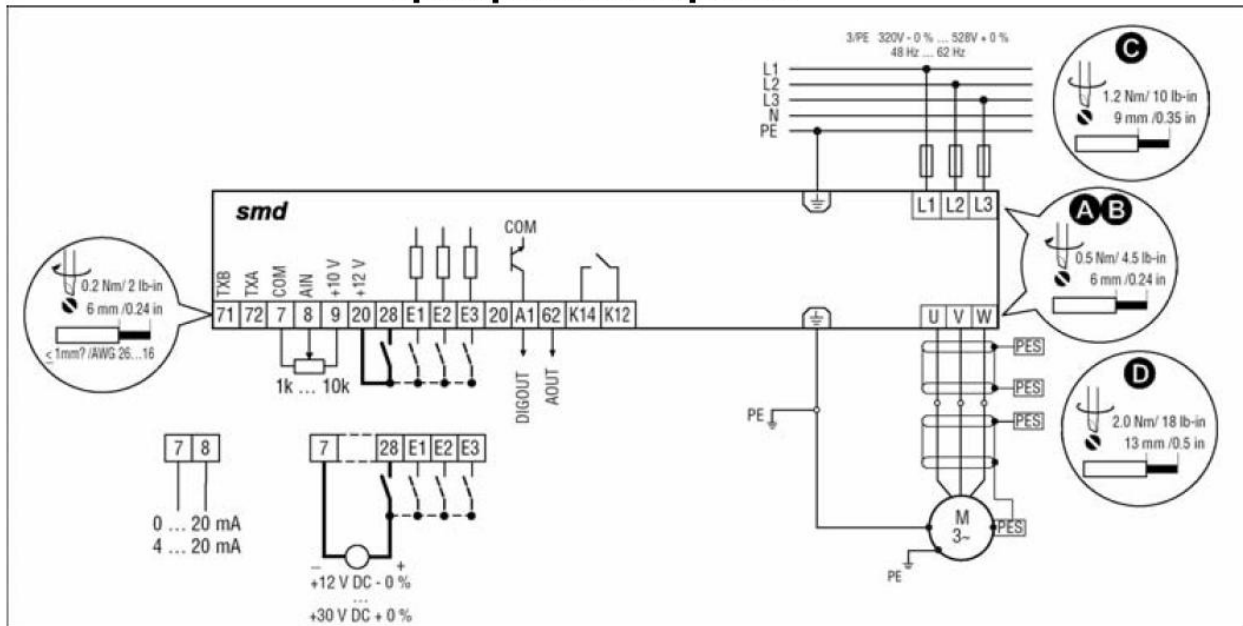 3/PE 320V - 0 % ... 528V + 0 %
48 Hz ... 62 Hz
L1
L2
L3
N
PE
C
1.2 Nm/ 10 lb-in
9 mm /0.35 in
smd
L1 L2 L3
A B
0.5 Nm/ 4.5 lb-in
6 mm /0.24 in
COM
TXB TXA COM AIN +10 V +12 V
0.2 Nm/ 2 lb-in
6 mm /0.24 in
≤ 1mm? /AWG 26...16
71 72 7 8 9 20 28 E1 E2 E3 20 A1 62 K14 K12
U V W
1k ... 10k
DIGOUT AOUT
PES
PES
PES
D
2.0 Nm/ 18 lb-in
13 mm /0.5 in
PE
7 8
0 ... 20 mA
4 ... 20 mA
7 28 E1 E2 E3
– +
+12 V DC - 0 %
...
+30 V DC + 0 %
M
3~
PES
PE